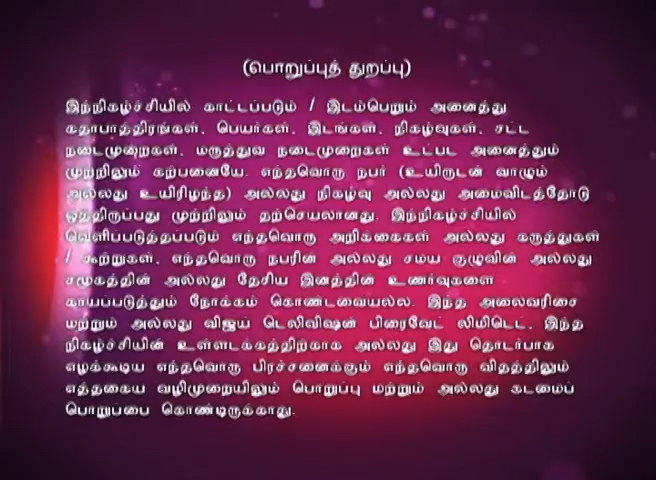 (பொறுப்புத் துறப்பு)
இந்நிகழ்ச்சியில் காட்டப்படும் / இடம்பெறும் அனைத்து
கதாபாத்திரங்கள், பெயர்கள், இடங்கள், நிகழ்வுகள், சட்ட
நடைமுறைகள், மருத்துவ நடைமுறைகள் உட்பட அனைத்தும்
முற்றிலும் கற்பனையே. எந்தவொரு நபர் (உயிருடன் வாழும்
அல்லது உயிரிழந்த) அல்லது நிகழ்வு அல்லது அமைவிடத்தோடு
ஒத்திருப்பது முற்றிலும் தற்செயலானது. இந்நிகழ்ச்சியில்
வெளிப்படுத்தப்படும் எந்தவொரு அறிக்கைகள் அல்லது கருத்துகள்
/ கூற்றுகள், எந்தவொரு நபரின் அல்லது சமய குழுவின் அல்லது
சமூகத்தின் அல்லது தேசிய இனத்தின் உணர்வுகளை
காயப்படுத்தும் நோக்கம் கொண்டவையல்ல. இந்த அலைவரிசை
மற்றும் அல்லது விஜய் டெலிவிஷன் பிரைவேட் லிமிடெட், இந்த
நிகழ்ச்சியின் உள்ளடக்கத்திற்காக அல்லது இது தொடர்பாக
எழக்கூடிய எந்தவொரு பிரச்சனைக்கும் எந்தவொரு விதத்திலும்
எத்தகைய வழிமுறையிலும் பொறுப்பு மற்றும் அல்லது கடமைப்
பொறுப்பை கொண்டிருக்காது.